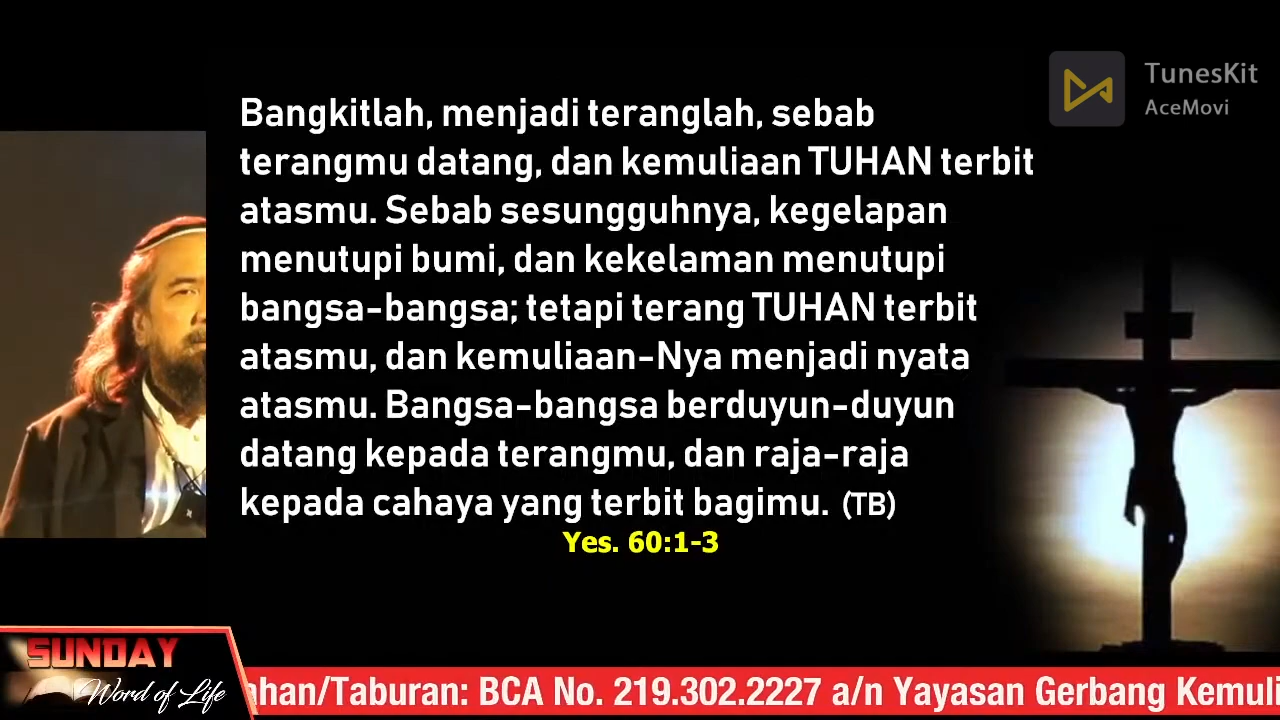 TunesKit
AceMovi
Bangkitlah, menjadi teranglah, sebab
terangmu datang, dan kemuliaan TUHAN terbit
atasmu. Sebab sesungguhnya, kegelapan
menutupi bumi, dan kekelaman menutupi
bangsa-bangsa; tetapi terang TUHAN terbit
atasmu, dan kemuliaan-Nya menjadi nyata
atasmu. Bangsa-bangsa berduyun-duyun
datang kepada terangmu, dan raja-raja
kepada cahaya yang terbit bagimu. (TB)
Yes. 60:1-3
SUNDAY
Word of Life
ahan/Taburan: BCA No. 219.302.2227 a/n Yayasan Gerbang Kemuli